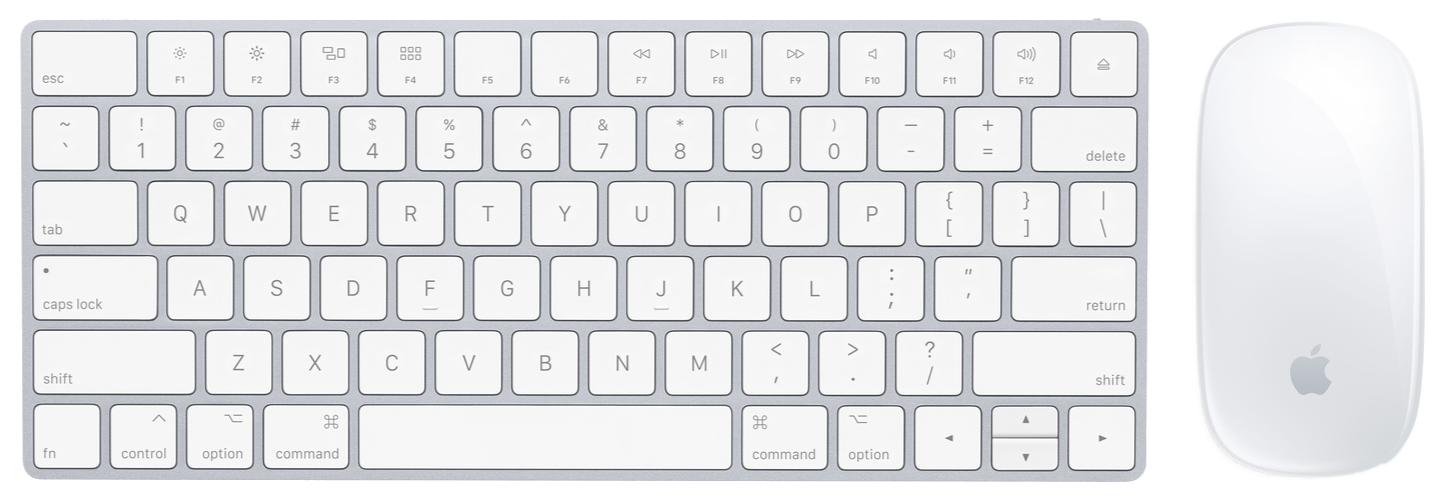 esc F1 F2 F3 F4 F5 F6 F7 F8 F9 F10 F11 F12
~ ! @ # $ % ^ & * ( ) — +
` 1 2 3 4 5 6 7 8 9 0 - = delete
tab Q W E R T Y U I O P { } |
[ ] \
caps lock A S D F G H J K L : "
; ' return
shift Z X C V B N M < > ?
, . / shift
fn control option command command option